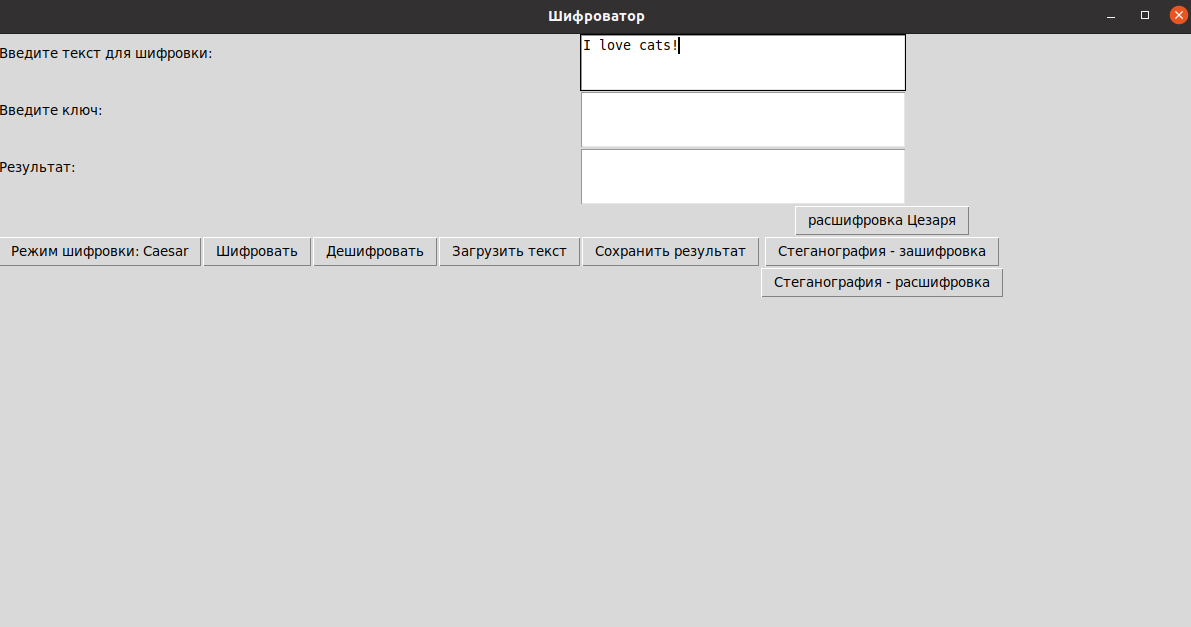 Шифроватор
Введите текст для шифровки:
I love cats!
Введите ключ:
Результат:
расшифровка Цезаря
Режим шифровки: Caesar
Шифровать
Дешифровать
Загрузить текст
Сохранить результат
Стеганография - зашифровка
Стеганография - расшифровка